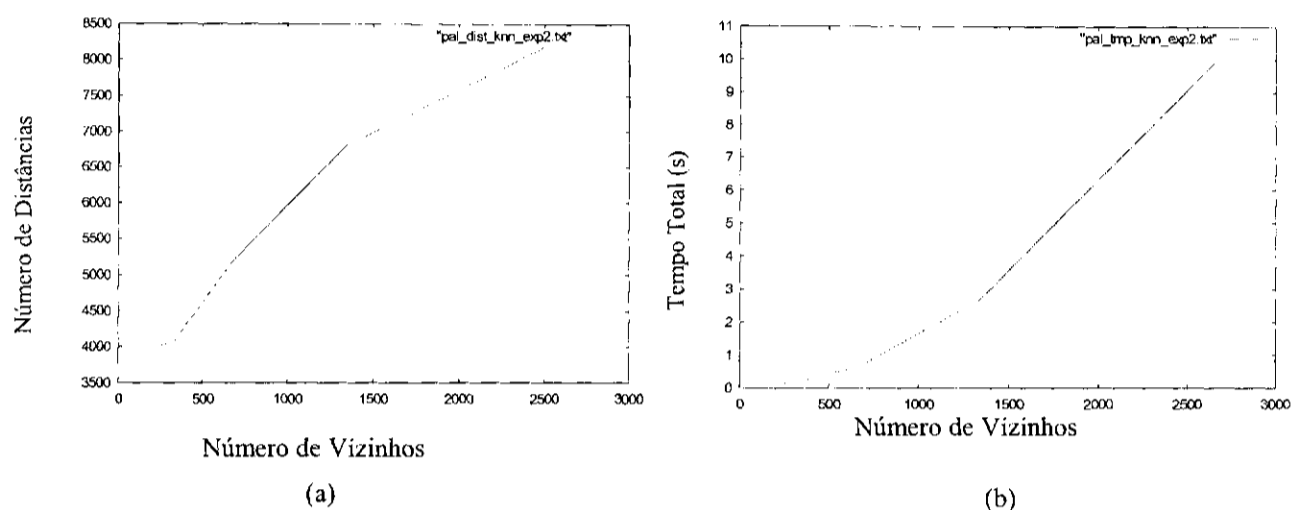 Número de Distâncias
8500
8000
7500
7000
6500
6000
5500
5000
4500
4000
3500
"pal_dist_knn_exp2.txt"
0 500 1000 1500 2000 2500 3000
Número de Vízinhos
(a)
Tempo Total (s)
11
10
9
8
7
6
5
4
3
2
1
0
"pal_tmp_knn_exp2.txt"
0 500 1000 1500 2000 2500 3000
Número de Vízinhos
(b)